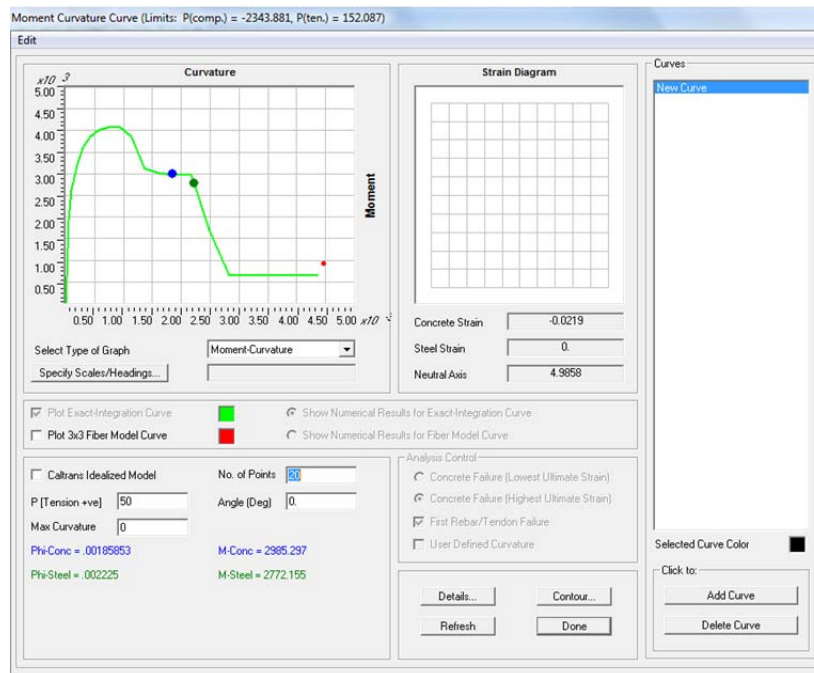 Moment Curvature Curve (Limits: P(comp.) = -2343.881, P(ten.) = 152.087)
Edit
Curvature
x10 3
5.00
4.50
4.00
3.50
3.00
2.50
2.00
1.50
1.00
0.50
0.50 1.00 1.50 2.00 2.50 3.00 3.50 4.00 4.50 5.00 x10 -3
Moment
Select Type of Graph
Moment-Curvature
Specify Scales/Headings...
Strain Diagram
Concrete Strain -0.0219
Steel Strain 0.
Neutral Axis 4.9858
Curves
New Curve
Plot Exact-Integration Curve
Show Numerical Results for Exact-Integration Curve
Plot 3x3 Fiber Model Curve
Show Numerical Results for Fiber Model Curve
Caltrans Idealized Model
No. of Points 20
P [Tension +ve] 50
Angle (Deg) 0.
Max Curvature 0
Phi-Conc = .00185853
M-Conc = 2985.297
Phi-Steel = .002225
M-Steel = 2772.155
Analysis Control
Concrete Failure (Lowest Ultimate Strain)
Concrete Failure (Highest Ultimate Strain)
First Rebar/Tendon Failure
User Defined Curvature
Details...
Contour...
Refresh
Done
Selected Curve Color
Click to:
Add Curve
Delete Curve